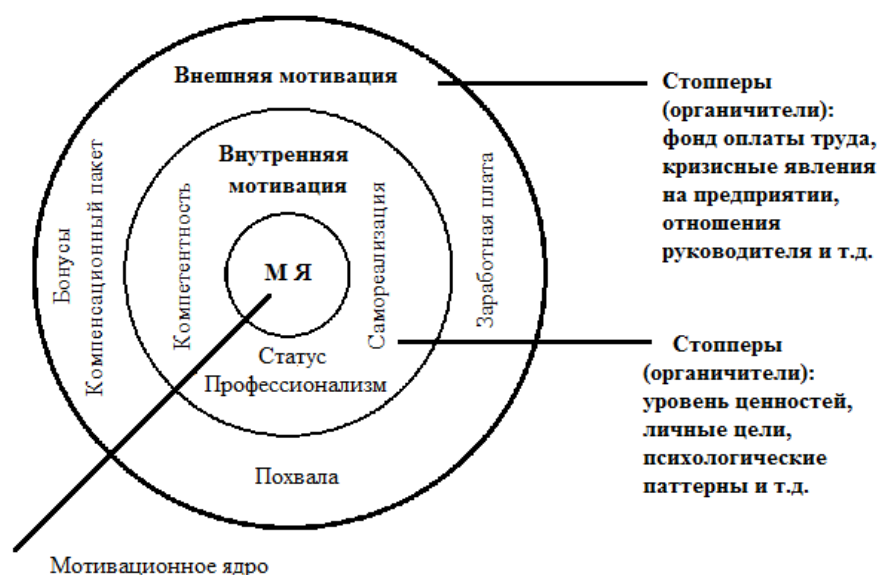 Внешняя мотивация
Внутренняя
мотивация
Бонусы
Компенсационный пакет
Компетентность
М Я
Самореализация
Заработная плата
Статус
Профессионализм
Похвала
Мотивационное ядро
Стопперы
(органичители):
фонд оплаты труда,
кризисные явления
на предприятии,
отношения
руководителя и т.д.
Стопперы
(органичители):
уровень ценностей,
личные цели,
психологические
паттерны и т.д.